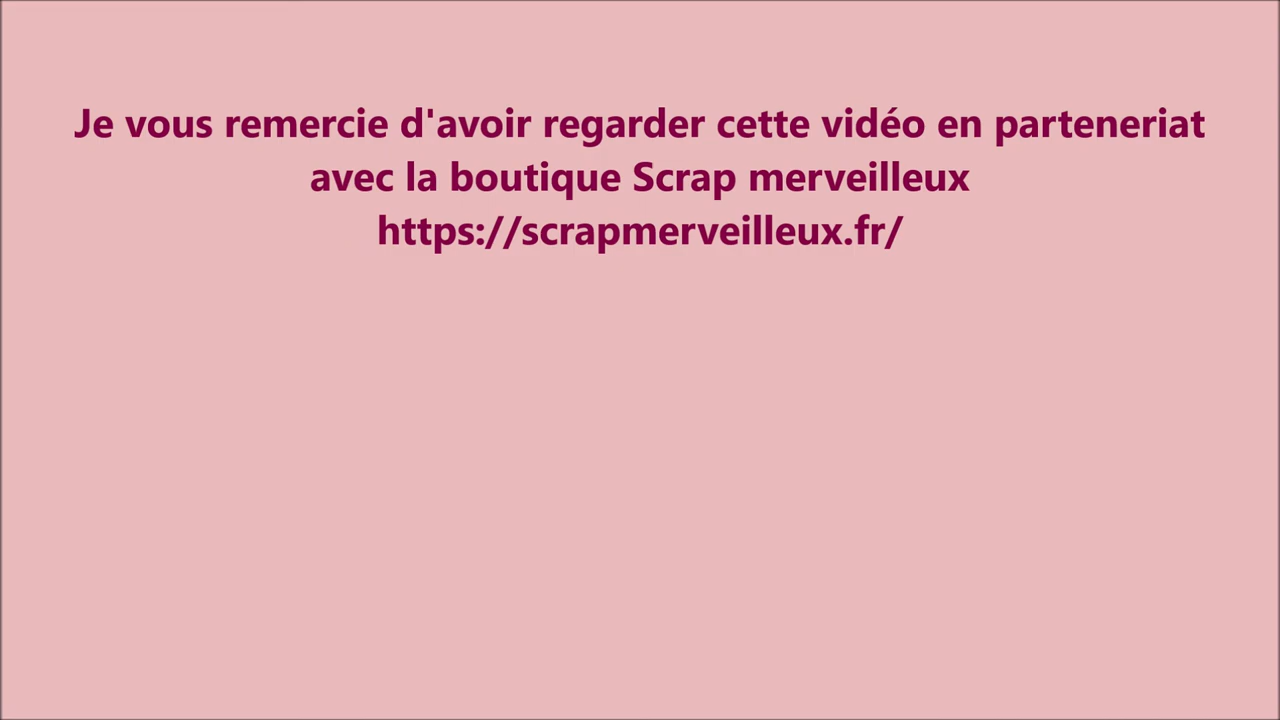 Je vous remercie d'avoir regarder cette vidéo en parteneriat
avec la boutique Scrap merveilleux
https://scrapmerveilleux.fr/